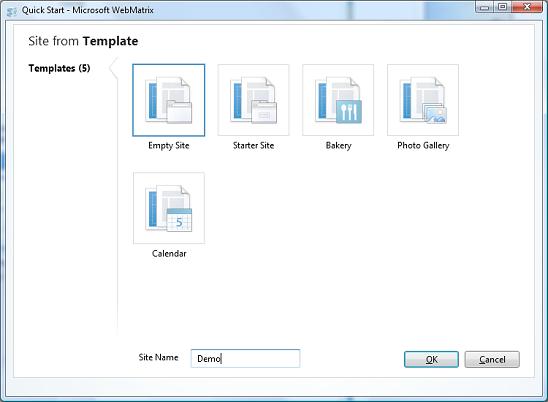 Quick Start - Microsoft WebMatrix
Site from Template
Templates (5)
Empty Site
Starter Site
Bakery
Photo Gallery
5
Calendar
Site Name
Demo
OK
Cancel